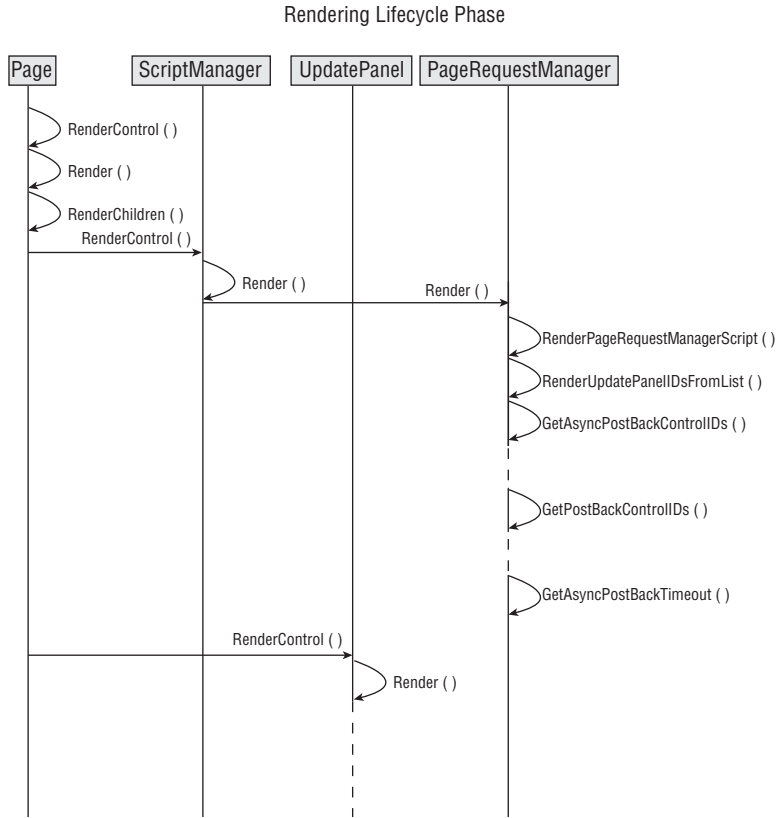 Rendering Lifecycle Phase
Page
ScriptManager
UpdatePanel
PageRequestManager
RenderControl ( )
Render ( )
RenderChildren ( )
RenderControl ( )
Render ( )
Render ( )
RenderPageRequestManagerScript ( )
RenderUpdatePanelIDsFromList ( )
GetAsyncPostBackControlIDs ( )
GetPostBackControlIDs ( )
GetAsyncPostBackTimeout ( )
RenderControl ( )
Render ( )